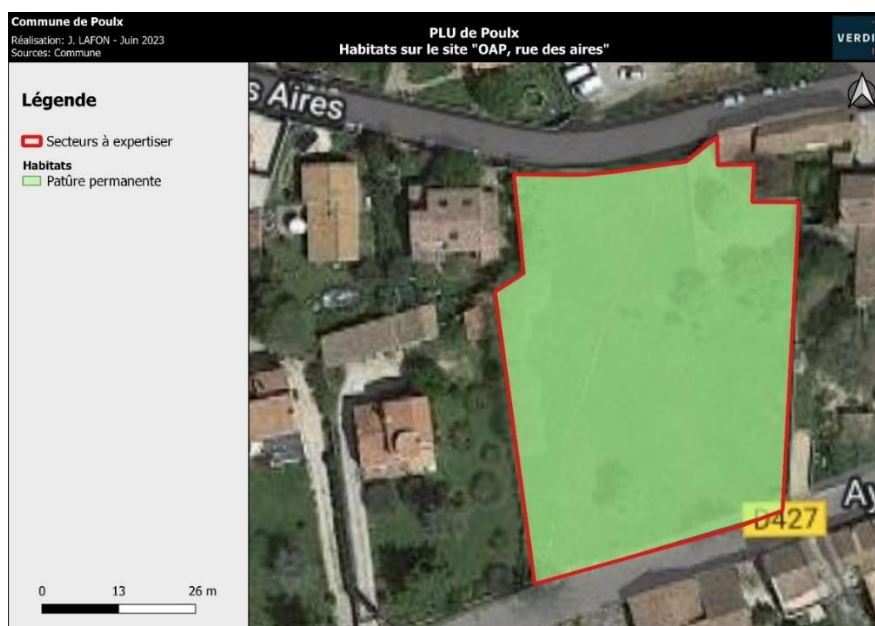 Commune de Poulx
Réalisation: J. LAFON - Juin 2023
Sources: Commune
PLU de Poulx
Habitats sur le site "OAP, rue des aires"
VERDI
Légende
Secteurs à expertiser
Habitats
Patûre permanente
0 13 26 m
s Aires
D427
Ay